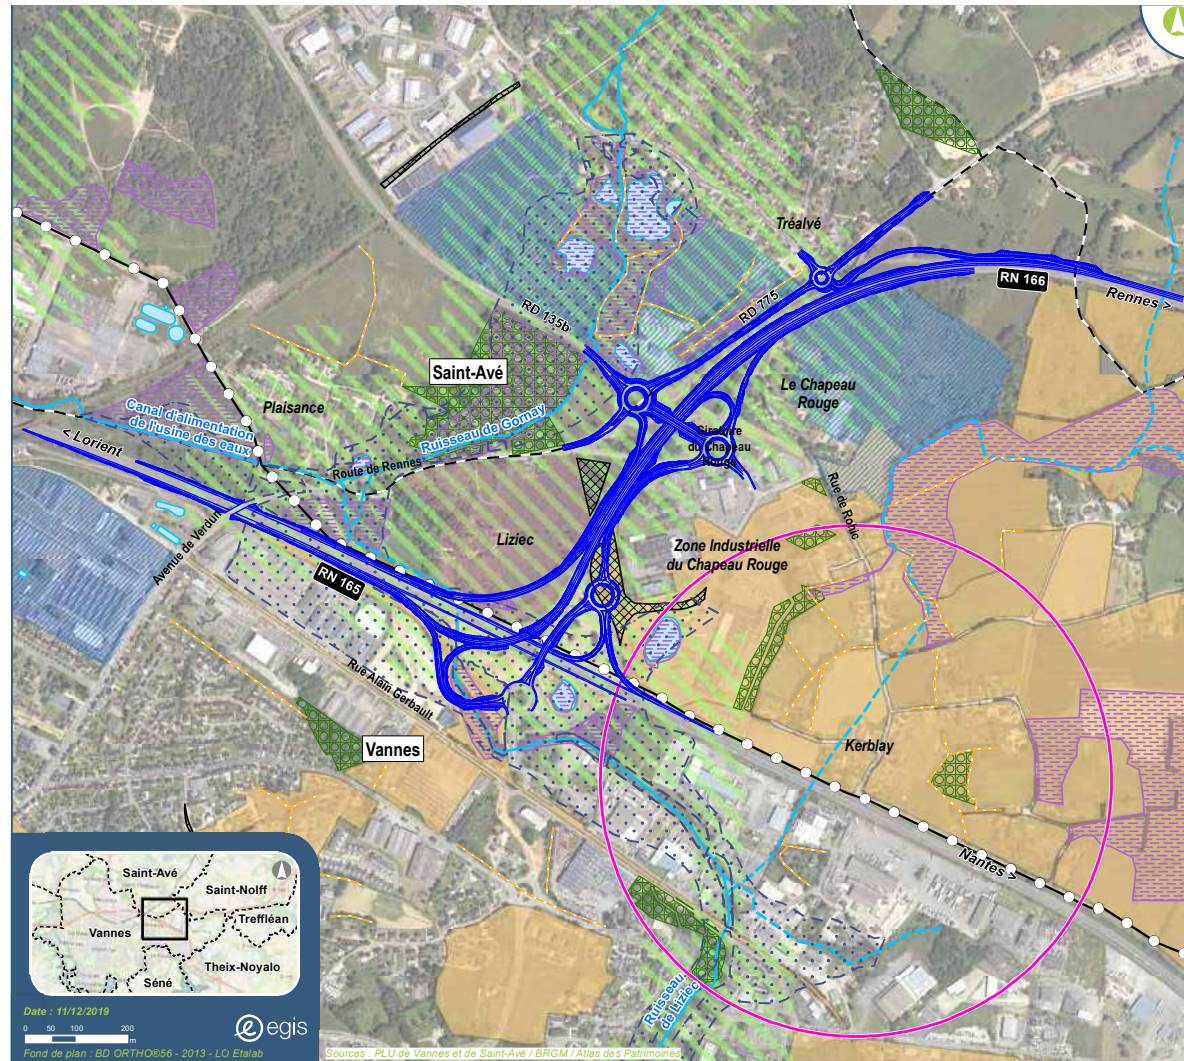 Tréalvé
RN 166
Rennes >
RD 775
RD 135b
Saint-Avé
Le Chapeau
Rouge
Plaisance
Canal d'alimentation
de l'usine des eaux
Ruisseau de Gornay
Giratoire
du Chapeau
Rouge
< Lorient
Route de Rennes
Rue de Rohic
Avenue de Verdun
Liziec
Zone Industrielle
du Chapeau Rouge
RN 165
Rue Alain Gerbault
Vannes
Kerblay
Nantes >
Ruisseau.
de Liziec
Saint-Avé
Saint-Nolff
Treffléan
Vannes
Theix-Noyalo
Séné
Date : 11/12/2019
0 50 100 200
m
egis
Fond de plan : BD ORTHO®56 - 2013 - LO Etalab
Sources : PLU de Vannes et de Saint-Avé / BRGM / Atlas des Patrimoines